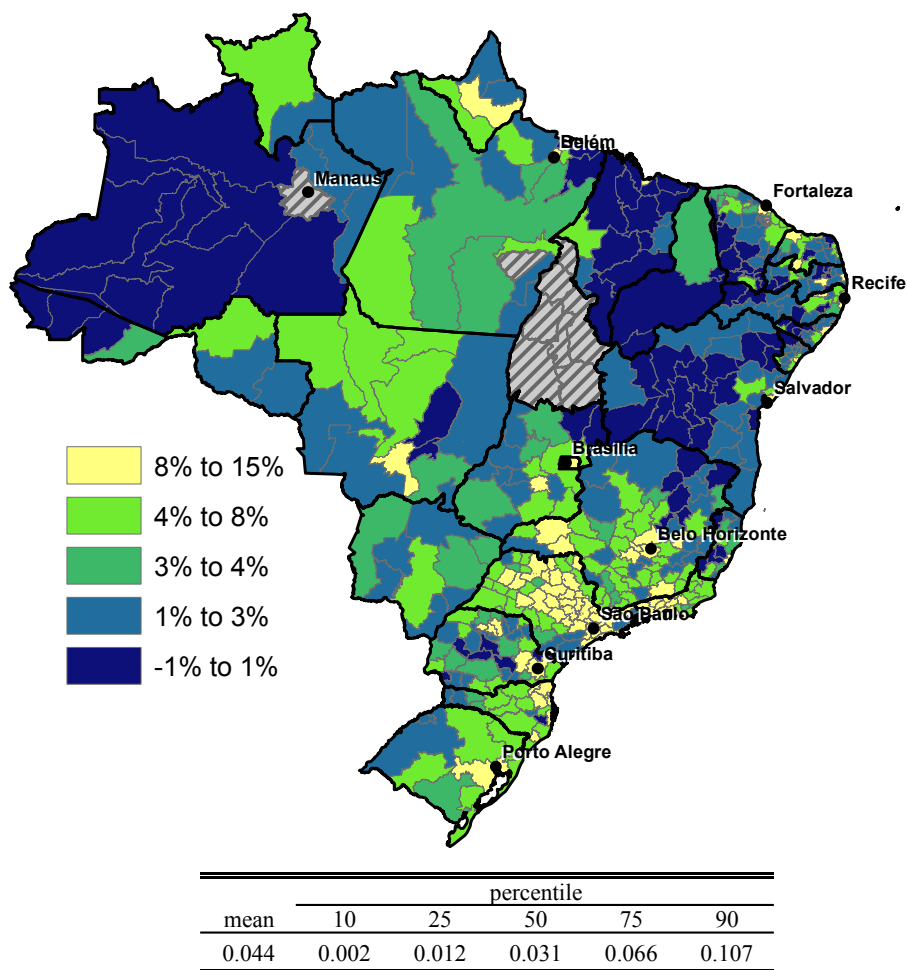 Belém
Manaus
Fortaleza
Recife
Salvador
Brasília
8% to 15%
4% to 8%
Belo Horizonte
3% to 4%
1% to 3%
São Paulo
Curitiba
-1% to 1%
Porto Alegre
percentile
mean 10 25 50 75 90
0.044 0.002 0.012 0.031 0.066 0.107